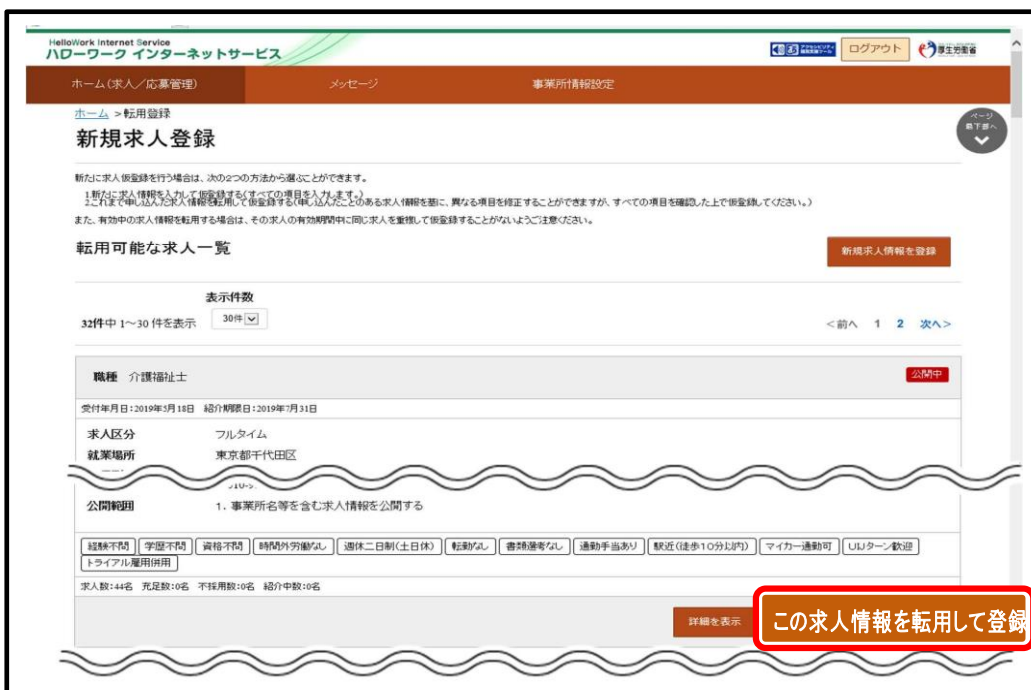 HelloWork Internet Service
ハローワーク インターネットサービス
ログアウト
厚生労働省
ホーム(求人/応募管理) メッセージ 事業所情報設定
ホーム >転用登録
ページ
最下部へ
新規求人登録
新たに求人仮登録を行う場合は、次の2つの方法から選ぶことができます。
1.新たに求人情報を入力して仮登録する(すべての項目を入力します。)
2.これまで申し込んだ求人情報を転用して仮登録する(申し込んだことのある求人情報を基に、異なる項目を修正することができますが、すべての項目を確認した上で仮登録してください。)
また、有効中の求人情報を転用する場合は、その求人の有効期間中に同じ求人を重複して仮登録することがないようご注意ください。
転用可能な求人一覧
新規求人情報を登録
表示件数
32件中 1~30 件を表示 30件
<前へ 1 2 次へ>
職種 介護福祉士
公開中
受付年月日:2019年5月18日 紹介期限日:2019年7月31日
求人区分 フルタイム
就業場所 東京都千代田区
公開範囲 1. 事業所名等を含む求人情報を公開する
経験不問 学歴不問 資格不問 時間外労働なし 週休二日制(土日休) 転勤なし 書類選考なし 通勤手当あり 駅近(徒歩10分以内) マイカー通勤可 UIJターン歓迎
トライアル雇用併用
求人数:44名 充足数:0名 不採用数:0名 紹介中数:0名
詳細を表示
この求人情報を転用して登録